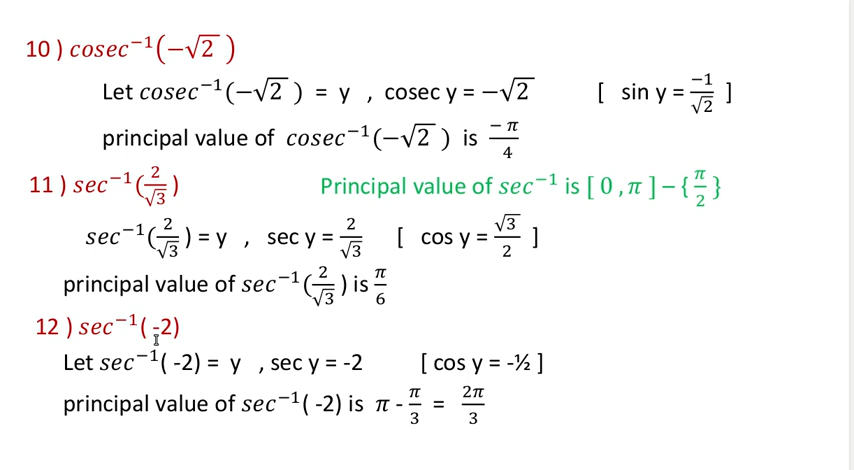 10 ) cosec⁻¹(−√2 )
Let cosec⁻¹(−√2 ) = y , cosec y = −√2 [ sin y = −1/√2 ]
principal value of cosec⁻¹(−√2 ) is −π/4
11 ) sec⁻¹(2/√3) Principal value of sec⁻¹ is [ 0 , π ] − {π/2}
sec⁻¹(2/√3) = y , sec y = 2/√3 [ cos y = √3/2 ]
principal value of sec⁻¹(2/√3) is π/6
12 ) sec⁻¹( -2)
Let sec⁻¹( -2) = y , sec y = -2 [ cos y = -½ ]
principal value of sec⁻¹( -2) is π - π/3 = 2π/3